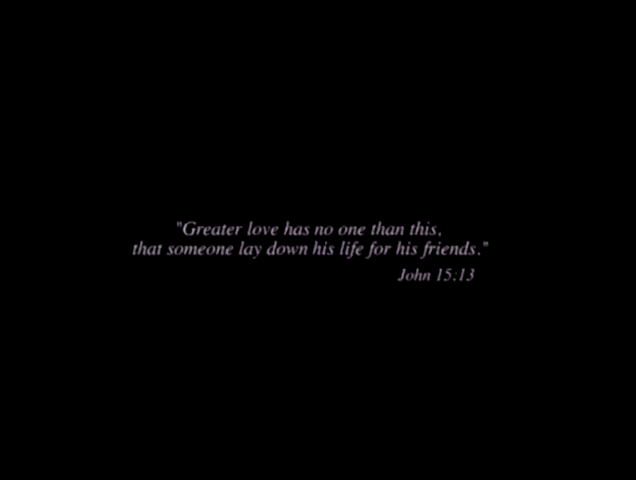 "Greater love has no one than this,
that someone lay down his life for his friends."
John 15:13